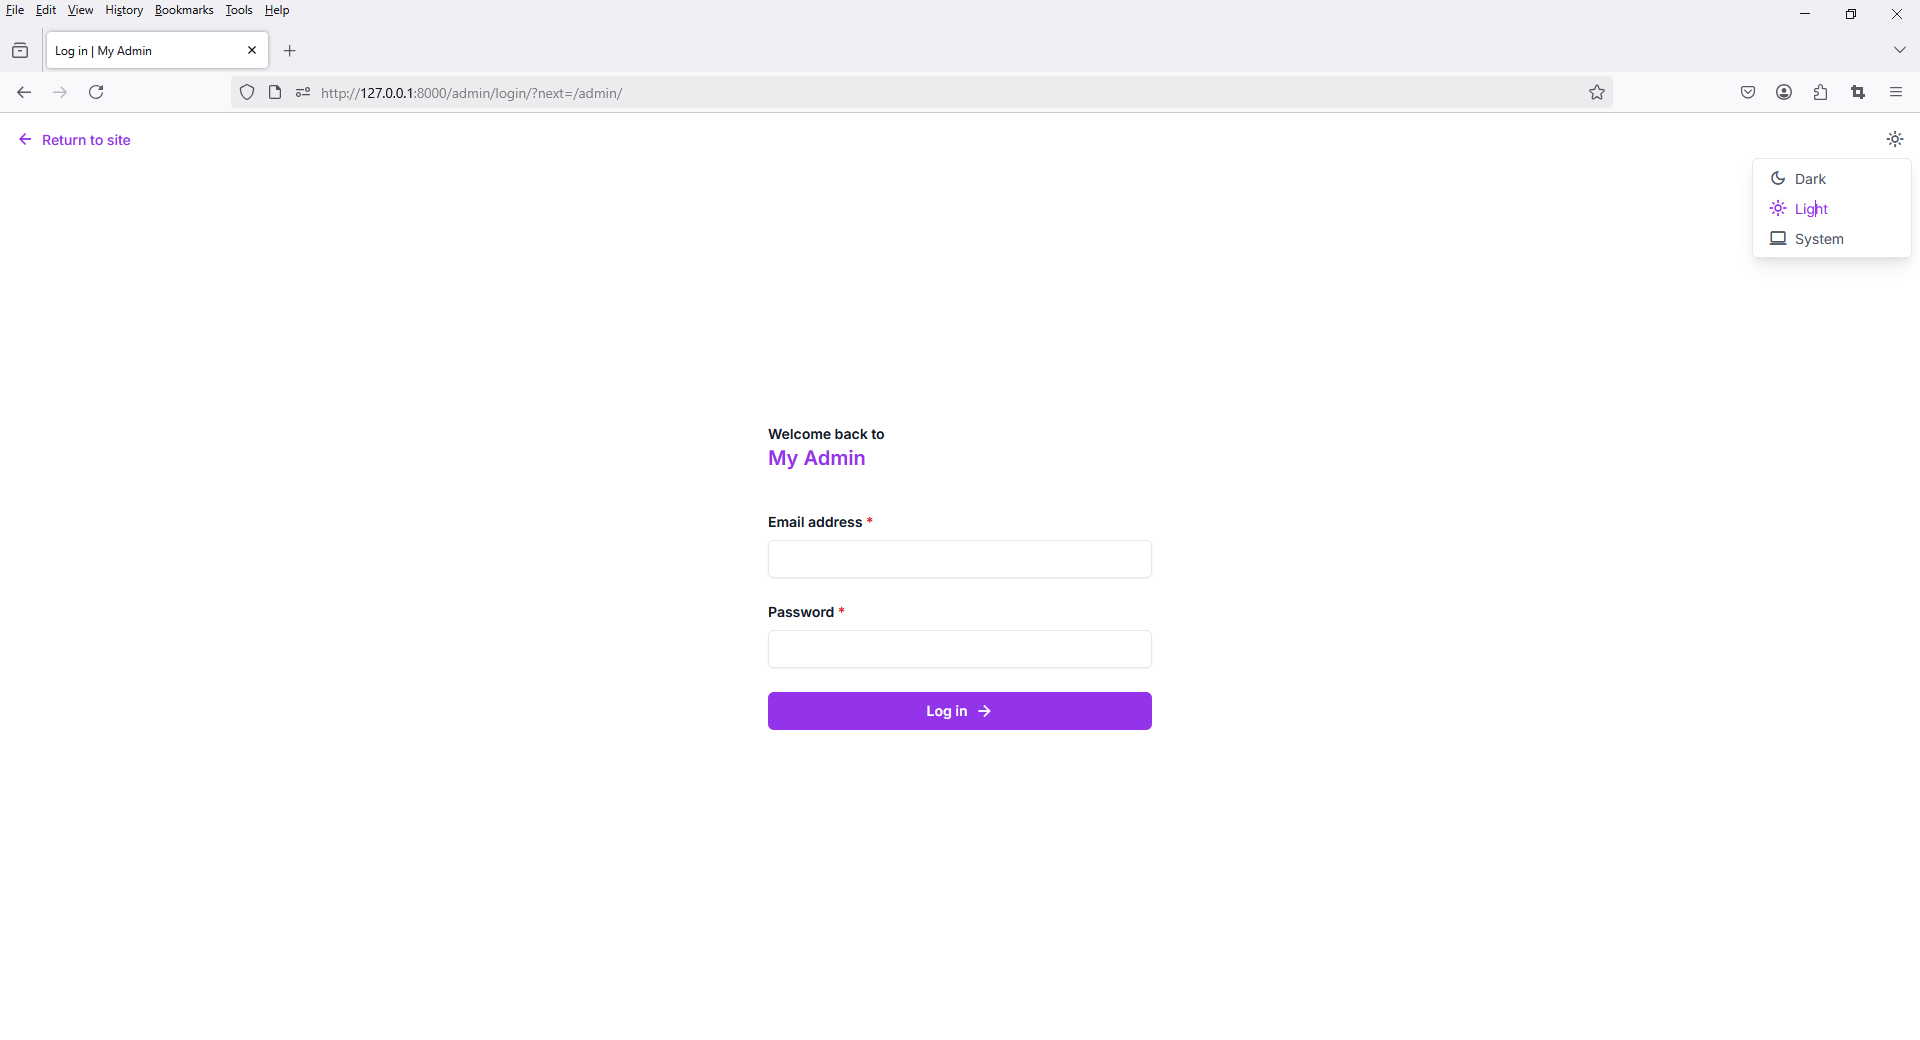 File Edit View History Bookmarks Tools Help
Log in | My Admin
http://127.0.0.1:8000/admin/login/?next=/admin/
Return to site
Dark
Light
System
Welcome back to
My Admin
Email address *
Password *
Log in